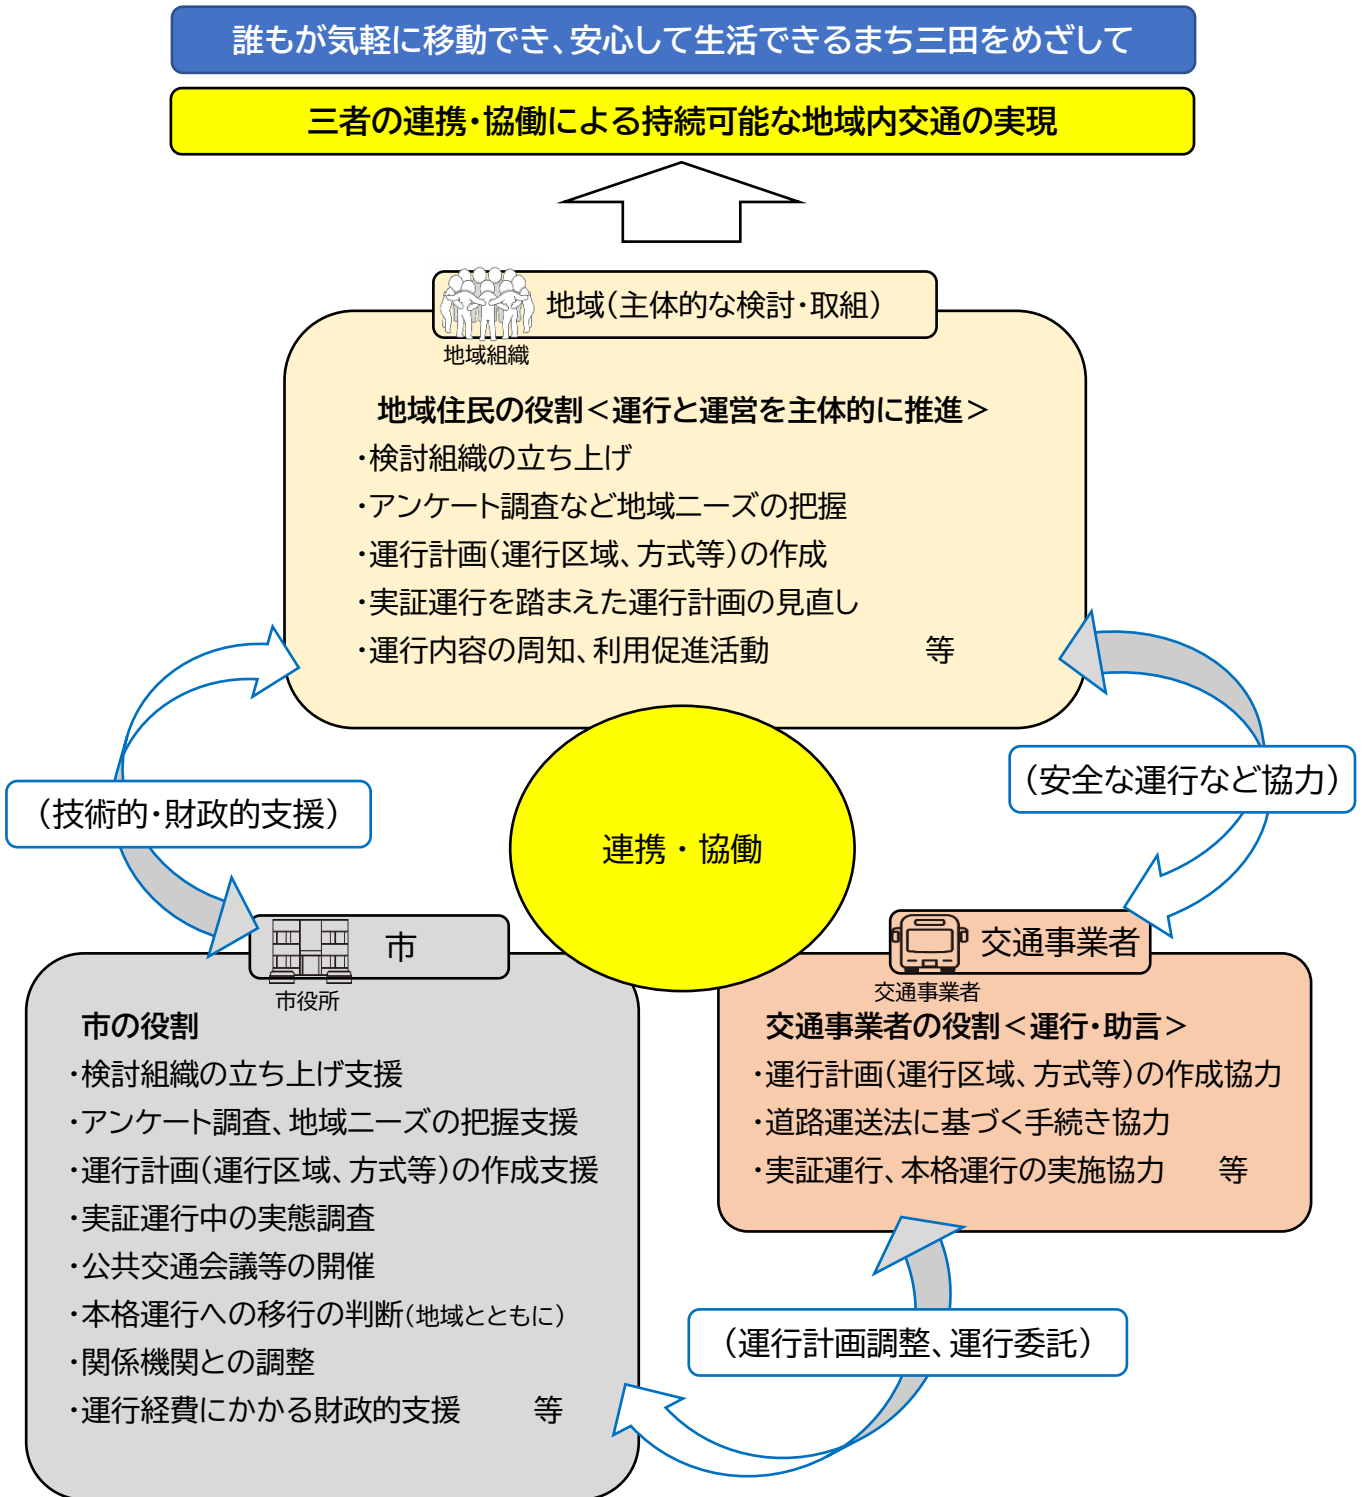 誰もが気軽に移動でき、安心して生活できるまち三田をめざして
三者の連携・協働による持続可能な地域内交通の実現
地域（主体的な検討・取組）
地域組織
地域住民の役割＜運行と運営を主体的に推進＞
・検討組織の立ち上げ
・アンケート調査など地域ニーズの把握
・運行計画（運行区域、方式等）の作成
・実証運行を踏まえた運行計画の見直し
・運行内容の周知、利用促進活動　等
（技術的・財政的支援）
（安全な運行など協力）
連携・協働
市
市役所
市の役割
・検討組織の立ち上げ支援
・アンケート調査、地域ニーズの把握支援
・運行計画（運行区域、方式等）の作成支援
・実証運行中の実態調査
・公共交通会議等の開催
・本格運行への移行の判断（地域とともに）
・関係機関との調整
・運行経費にかかる財政的支援　等
交通事業者
交通事業者
交通事業者の役割＜運行・助言＞
・運行計画（運行区域、方式等）の作成協力
・道路運送法に基づく手続き協力
・実証運行、本格運行の実施協力　等
（運行計画調整、運行委託）